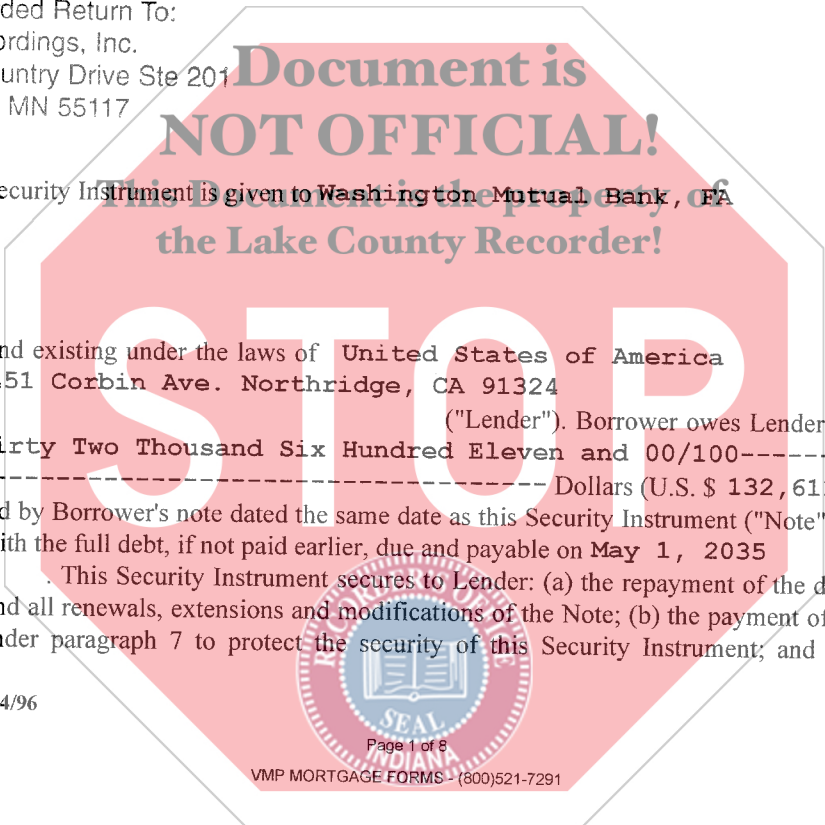 ded Return To:
ordings, Inc.
untry Drive Ste 201
MN 55117
Document is
NOT OFFICIAL!
This Document is the property of
the Lake County Recorder!
ecurity Instrument is given to Washington Mutual Bank, FA
STOP
nd existing under the laws of United States of America
51 Corbin Ave. Northridge, CA 91324
("Lender"). Borrower owes Lender
irty Two Thousand Six Hundred Eleven and 00/100------
------------------------------------ Dollars (U.S. $ 132,61
d by Borrower's note dated the same date as this Security Instrument ("Note"
ith the full debt, if not paid earlier, due and payable on May 1, 2035
. This Security Instrument secures to Lender: (a) the repayment of the d
nd all renewals, extensions and modifications of the Note; (b) the payment of
nder paragraph 7 to protect the security of this Security Instrument; and
4/96
SEAL
INDIANA
Page 1 of 8
VMP MORTGAGE FORMS - (800)521-7291